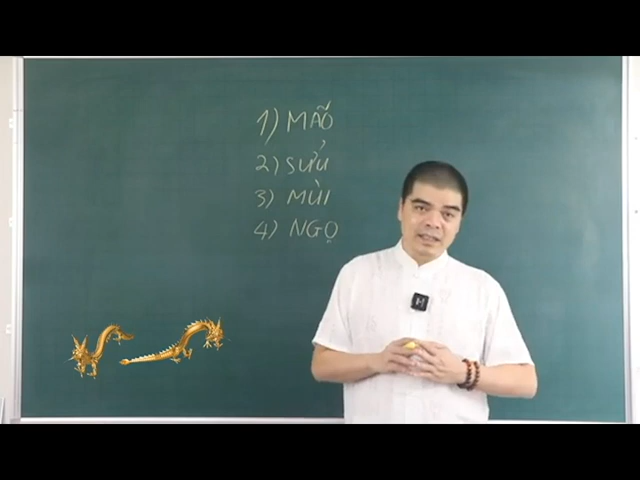 1) MÃO
2) SỬU
3) MÙI
4) NGỌ